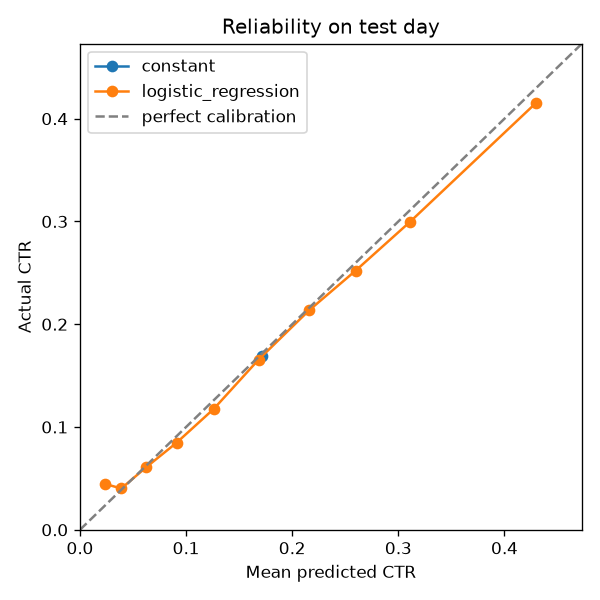 Reliability on test day
constant
logistic_regression
perfect calibration
Actual CTR
0.4
0.3
0.2
0.1
0.0
0.0 0.1 0.2 0.3 0.4
Mean predicted CTR